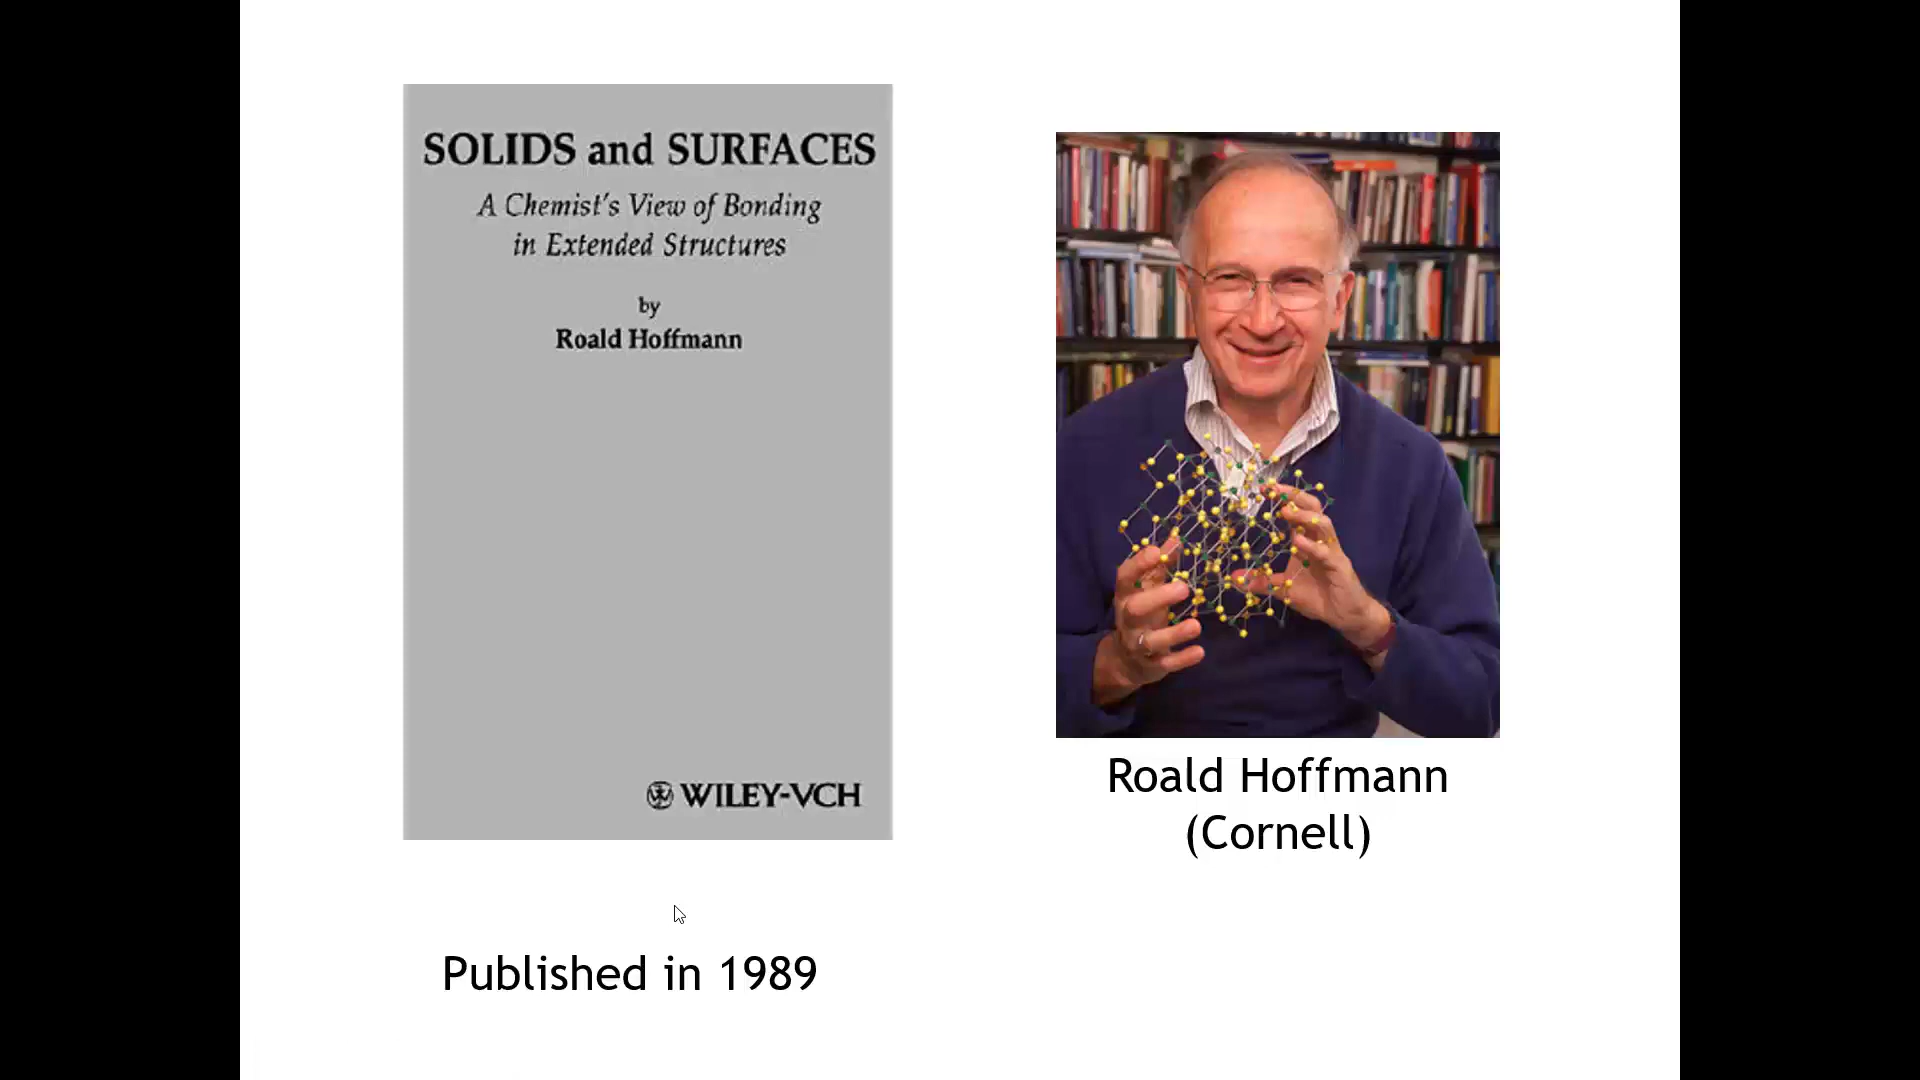 SOLIDS and SURFACES
A Chemist's View of Bonding
in Extended Structures
by
Roald Hoffmann
WILEY-VCH
Published in 1989
Roald Hoffmann
(Cornell)